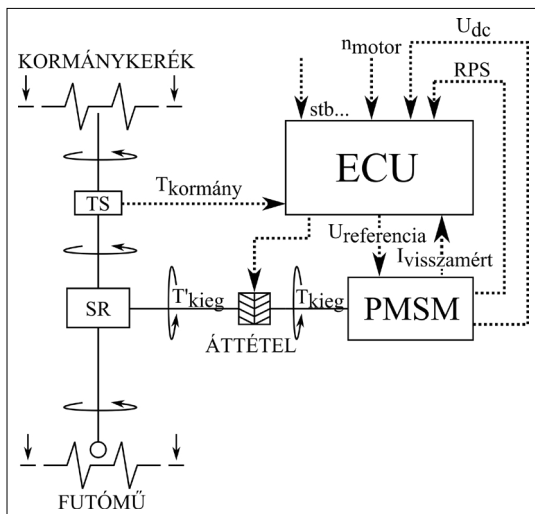 KORMÁNYKERÉK
n_motor
U_dc
RPS
stb...
ECU
TS
T_kormány
U_referencia
I_visszamért
SR
T'_kieg
T_kieg
PMSM
ÁTTÉTEL
FUTÓMŰ